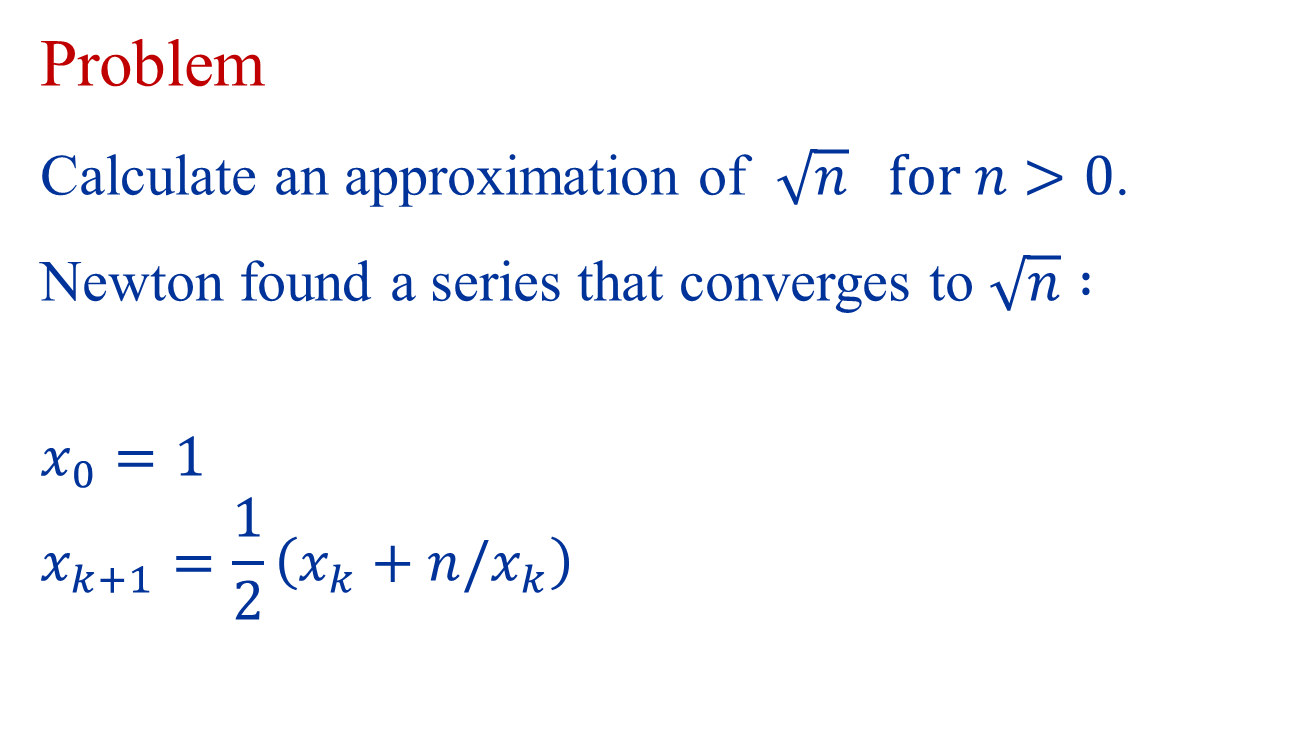 Problem
Calculate an approximation of √n for n > 0.
Newton found a series that converges to √n :
x₀ = 1
xₖ₊₁ = 1/2 (xₖ + n/xₖ)